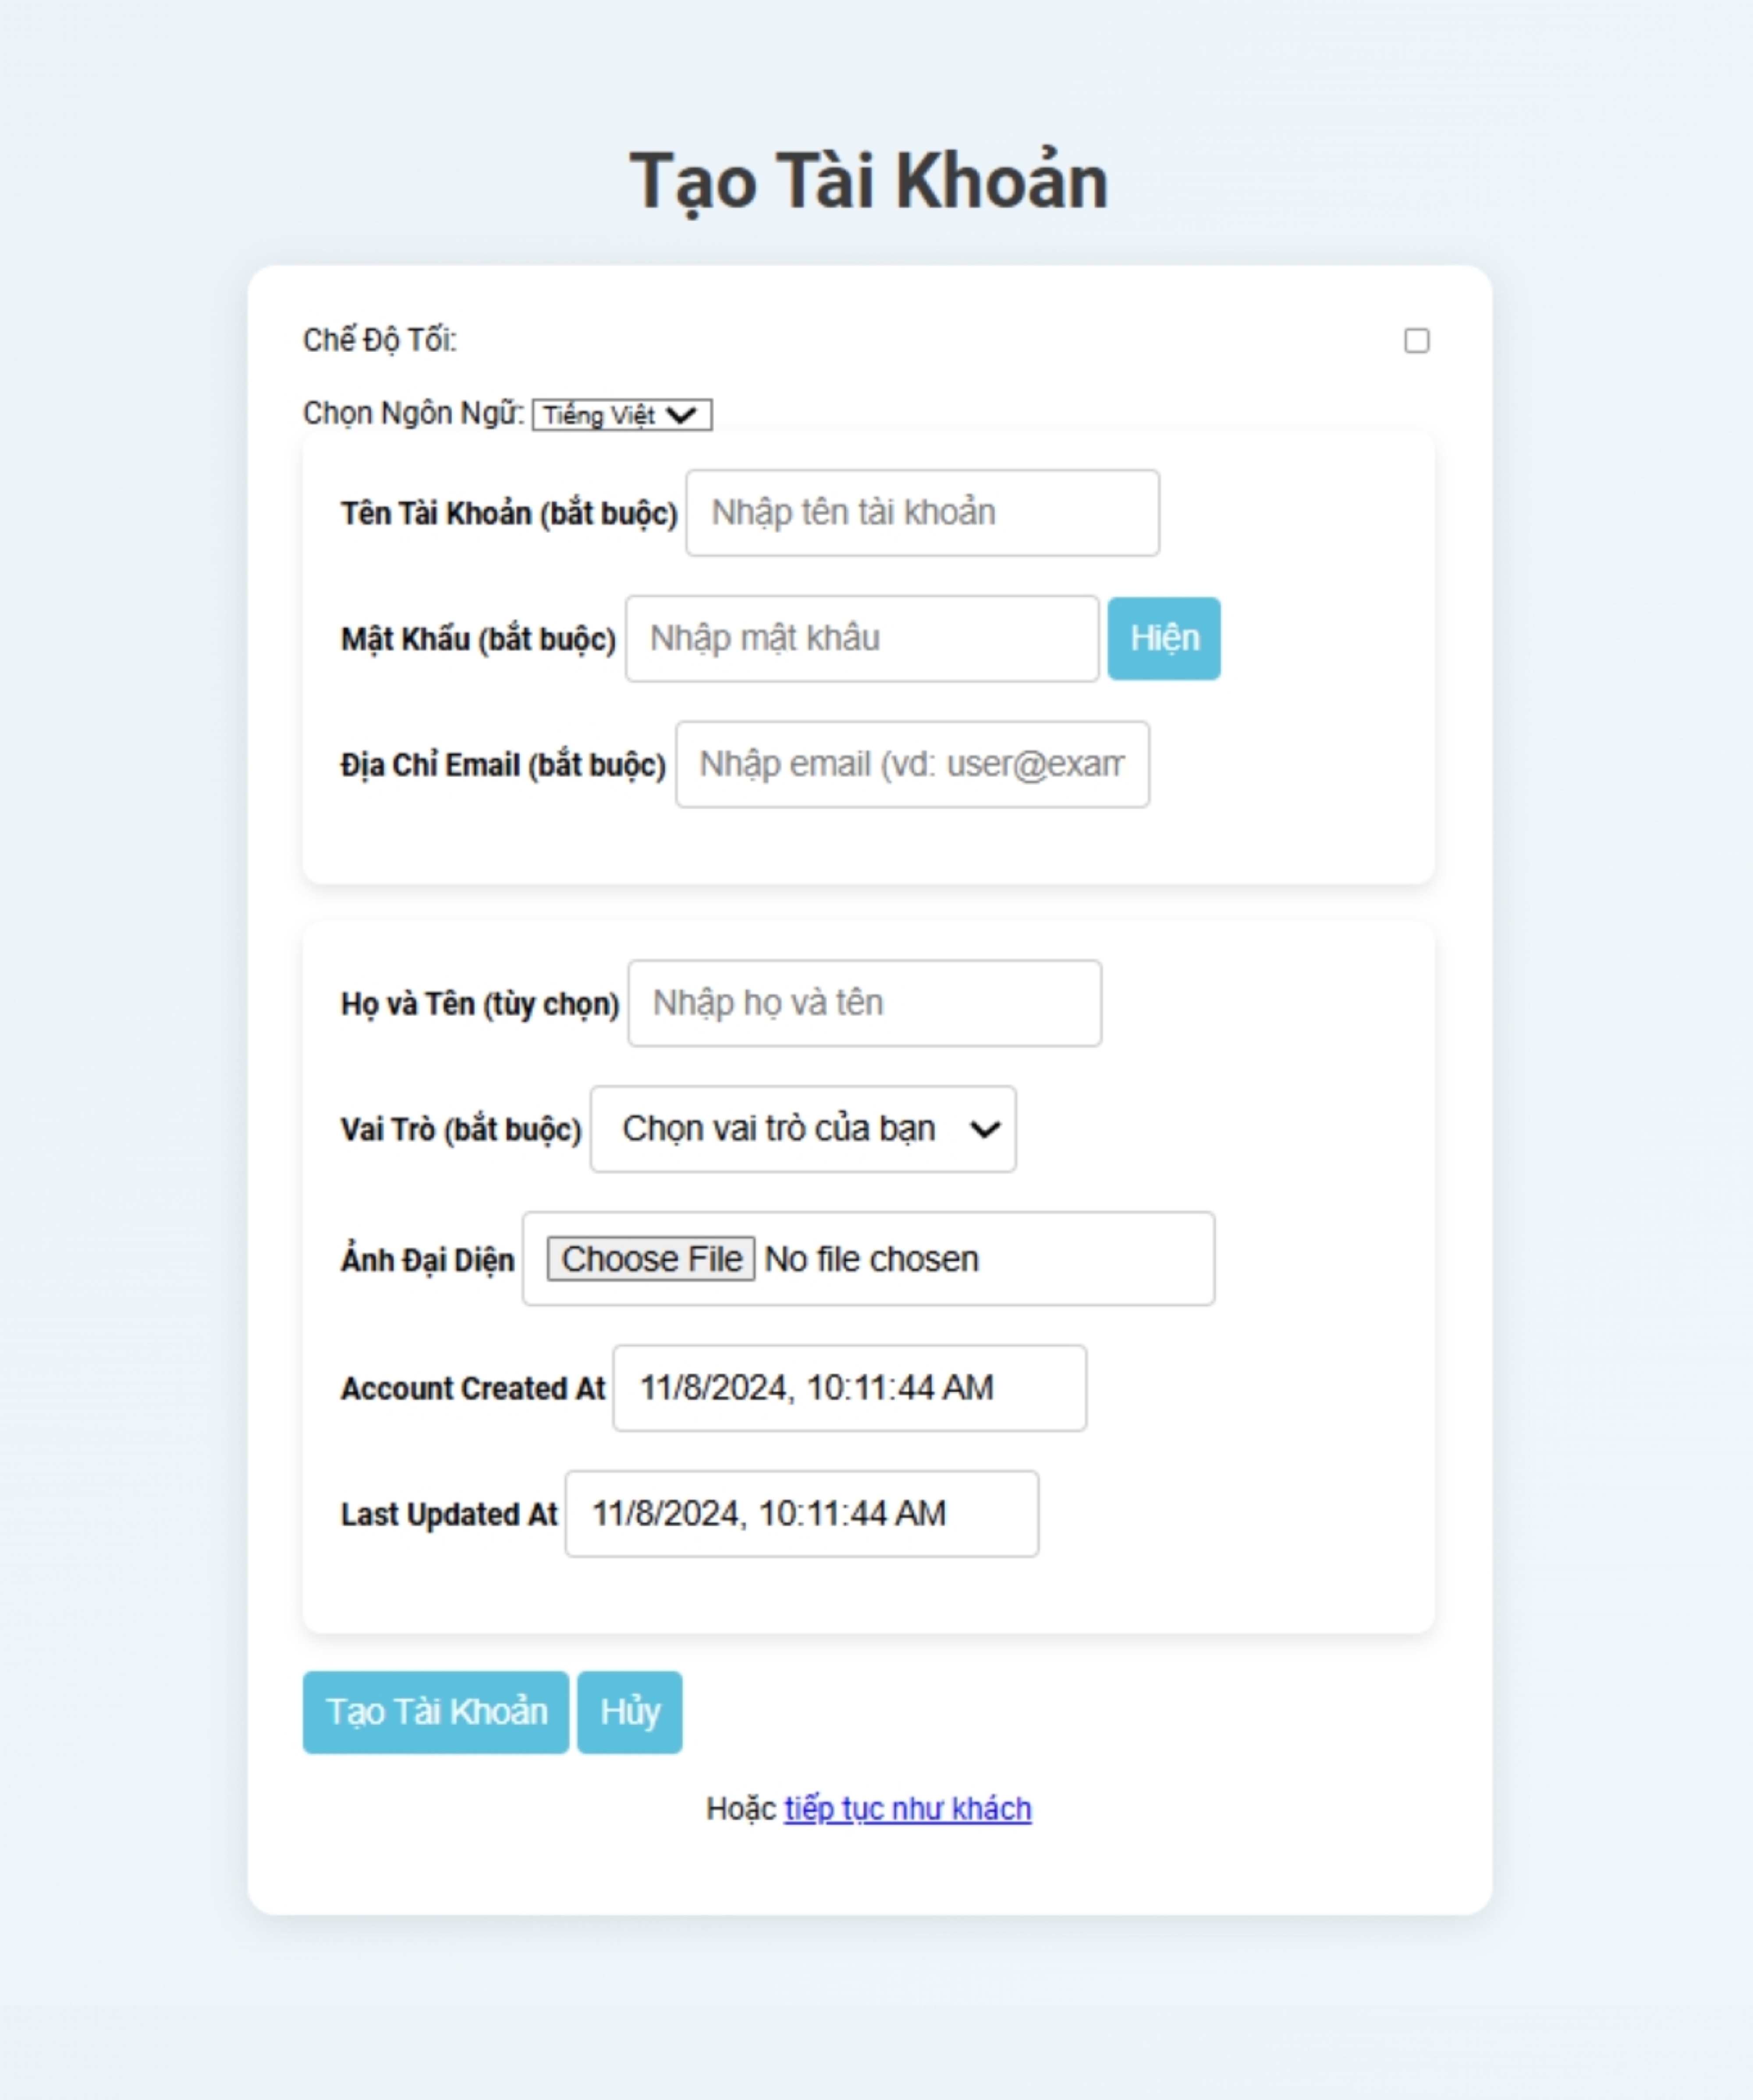 Tạo Tài Khoản
Chế Độ Tối:
Chọn Ngôn Ngữ: Tiếng Việt
Tên Tài Khoản (bắt buộc) Nhập tên tài khoản
Mật Khẩu (bắt buộc) Nhập mật khẩu Hiện
Địa Chỉ Email (bắt buộc) Nhập email (vd: user@exam
Họ và Tên (tùy chọn) Nhập họ và tên
Vai Trò (bắt buộc) Chọn vai trò của bạn
Ảnh Đại Diện Choose File No file chosen
Account Created At 11/8/2024, 10:11:44 AM
Last Updated At 11/8/2024, 10:11:44 AM
Tạo Tài Khoản Hủy
Hoặc tiếp tục như khách